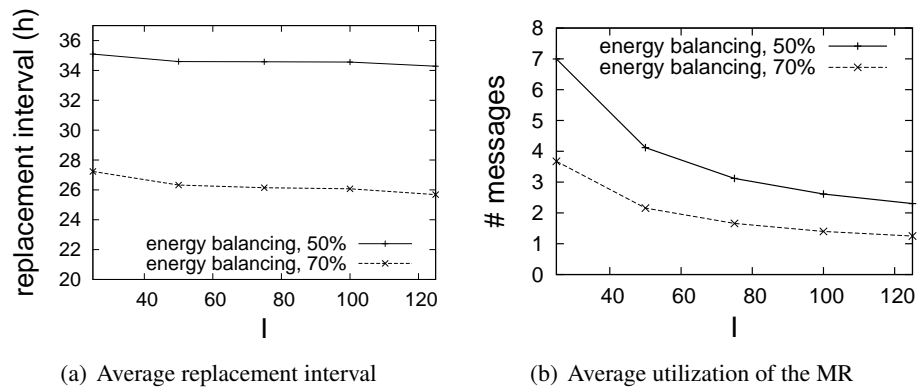 replacement interval (h)
36
34
32
30
28
26
24
22
20
energy balancing, 50%
energy balancing, 70%
40 60 80 100 120
l
(a) Average replacement interval
# messages
8
7
6
5
4
3
2
1
0
energy balancing, 50%
energy balancing, 70%
40 60 80 100 120
l
(b) Average utilization of the MR